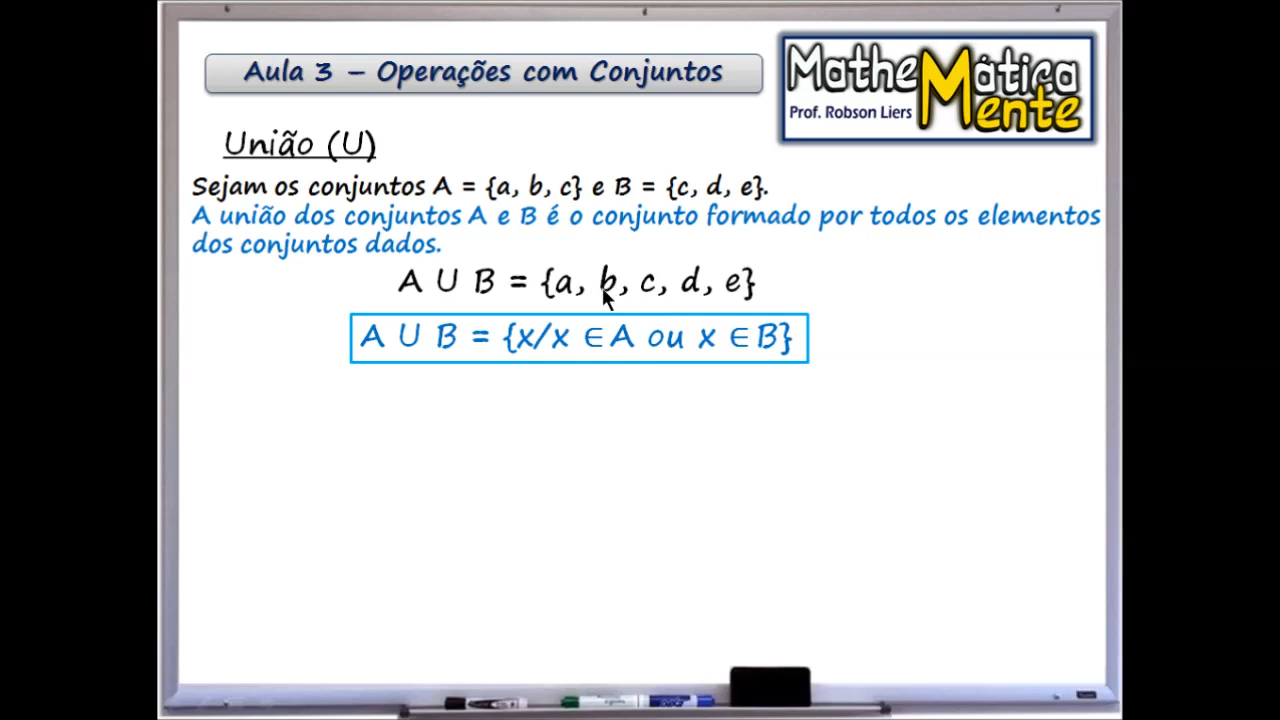 Aula 3 – Operações com Conjuntos
MatheMática
Mente
Prof. Robson Liers
União (U)
Sejam os conjuntos A = {a, b, c} e B = {c, d, e}.
A união dos conjuntos A e B é o conjunto formado por todos os elementos
dos conjuntos dados.
A U B = {a, b, c, d, e}
A U B = {x/x ∈ A ou x ∈ B}